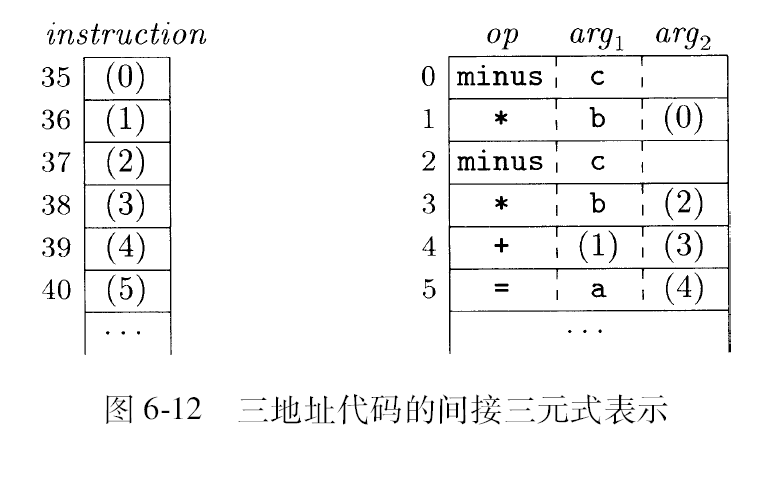 instruction op arg1 arg2
35 (0) 0 minus c
36 (1) 1 * b (0)
37 (2) 2 minus c
38 (3) 3 * b (2)
39 (4) 4 + (1) (3)
40 (5) 5 = a (4)
... ...
图 6-12 三地址代码的间接三元式表示